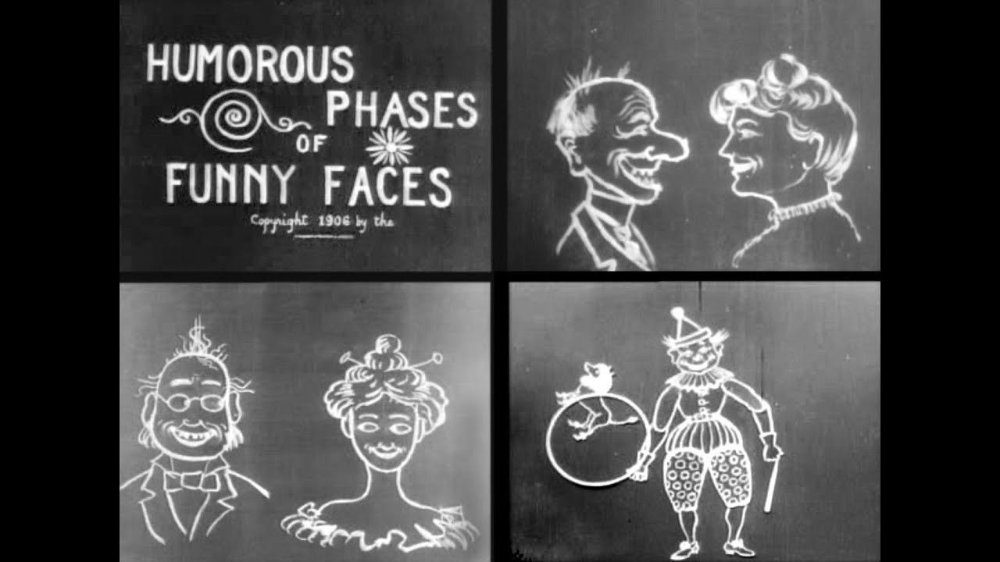 HUMOROUS
PHASES
OF
FUNNY FACES
Copyright 1906 by the